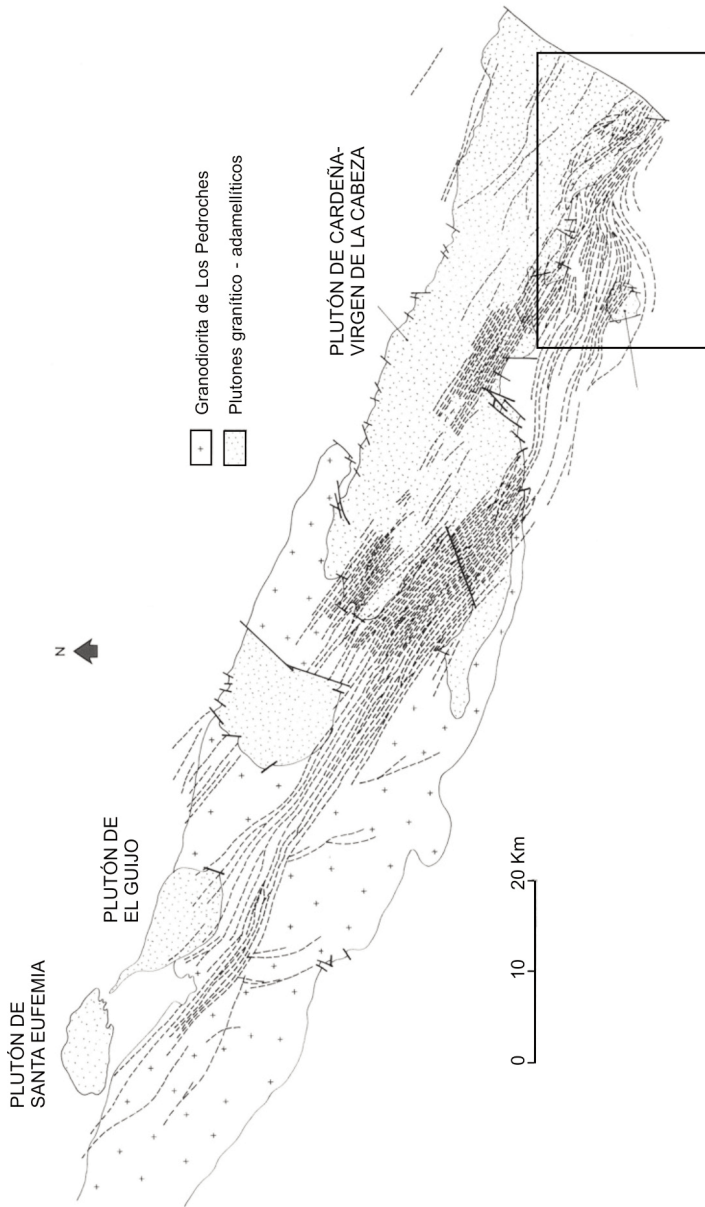 PLUTÓN DE
SANTA EUFEMIA
PLUTÓN DE
EL GUIJO
N
Granodiorita de Los Pedroches
Plutones granítico - adamellíticos
PLUTÓN DE CARDEÑA-
VIRGEN DE LA CABEZA
0 10 20 Km